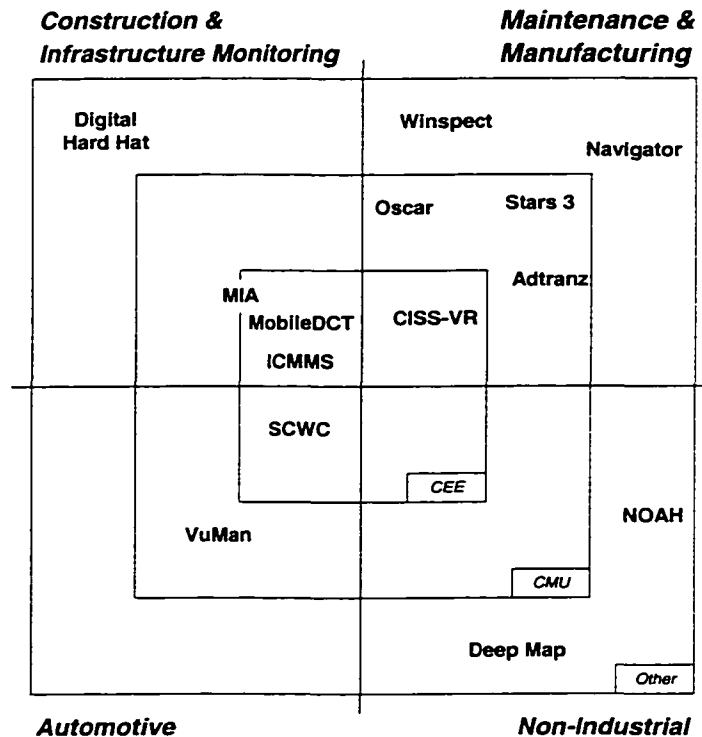 Construction &
Infrastructure Monitoring
Maintenance &
Manufacturing
Digital
Hard Hat
Winspect
Navigator
Oscar
Stars 3
Adtranz
MIA
MobileDCT
CISS-VR
ICMMS
SCWC
CEE
NOAH
VuMan
CMU
Deep Map
Other
Automotive
Non-Industrial